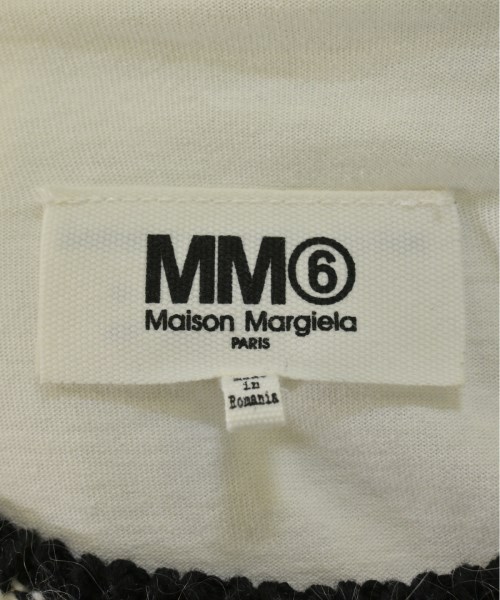 MM⑥
Maison Margiela
PARIS
in
Romania